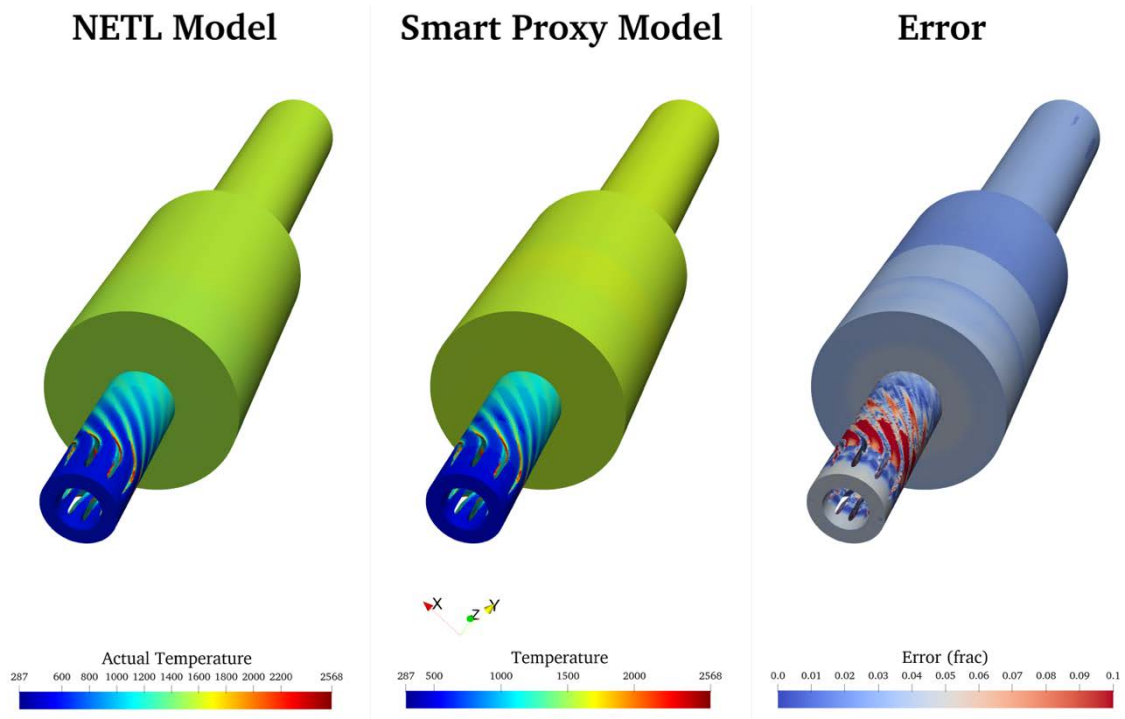 NETL Model
Smart Proxy Model
Error
X
Z
Y
Actual Temperature
287 600 800 1000 1200 1400 1600 1800 2000 2200 2568
Temperature
287 500 1000 1500 2000 2568
Error (frac)
0.0 0.01 0.02 0.03 0.04 0.05 0.06 0.07 0.08 0.09 0.1